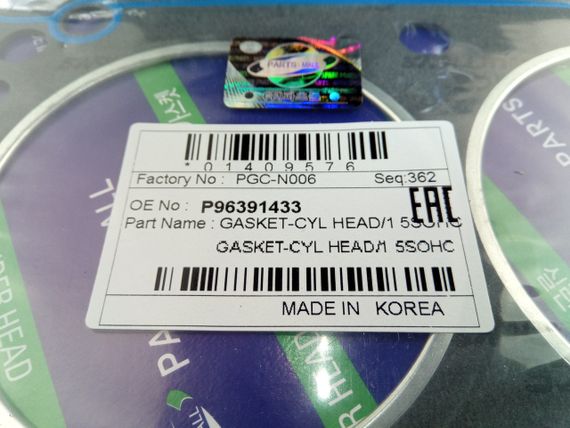 PARTS-MALL
*01409576
Factory No : PGC-N006 Seq:362
OE No : P96391433
EAC
Part Name : GASKET-CYL HEAD/1 5SOHC
GASKET-CYL HEAD/1 5SOHC
MADE IN KOREA
PARTS
HEAD